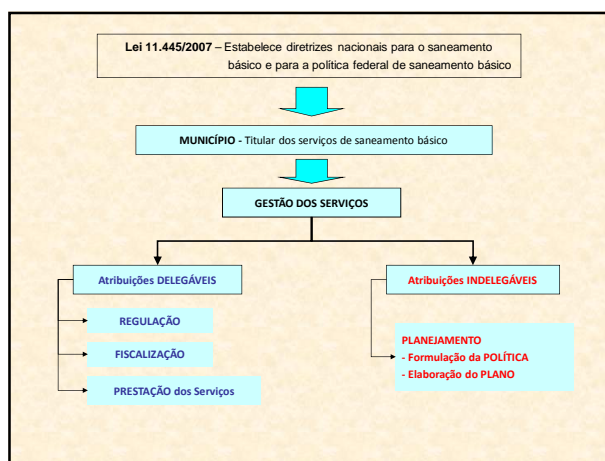 Lei 11.445/2007 – Estabelece diretrizes nacionais para o saneamento
básico e para a política federal de saneamento básico
MUNICÍPIO - Titular dos serviços de saneamento básico
GESTÃO DOS SERVIÇOS
Atribuições DELEGÁVEIS
REGULAÇÃO
FISCALIZAÇÃO
PRESTAÇÃO dos Serviços
Atribuições INDELEGÁVEIS
PLANEJAMENTO
- Formulação da POLÍTICA
- Elaboração do PLANO